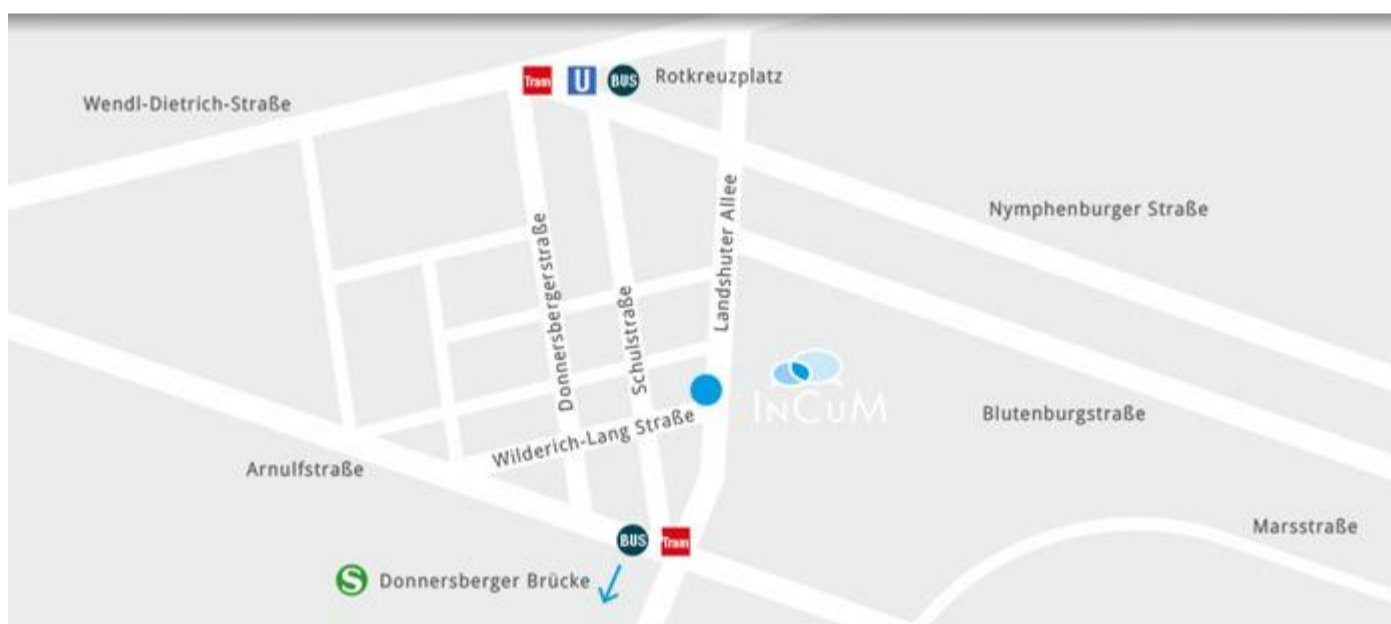 Tram U BUS Rotkreuzplatz
Wendl-Dietrich-Straße
Landshuter Allee
Nymphenburger Straße
Donnersbergerstraße
Schulstraße
INCUM
Blutenburgstraße
Wilderich-Lang Straße
Arnulfstraße
Marsstraße
BUS Tram
S Donnersberger Brücke